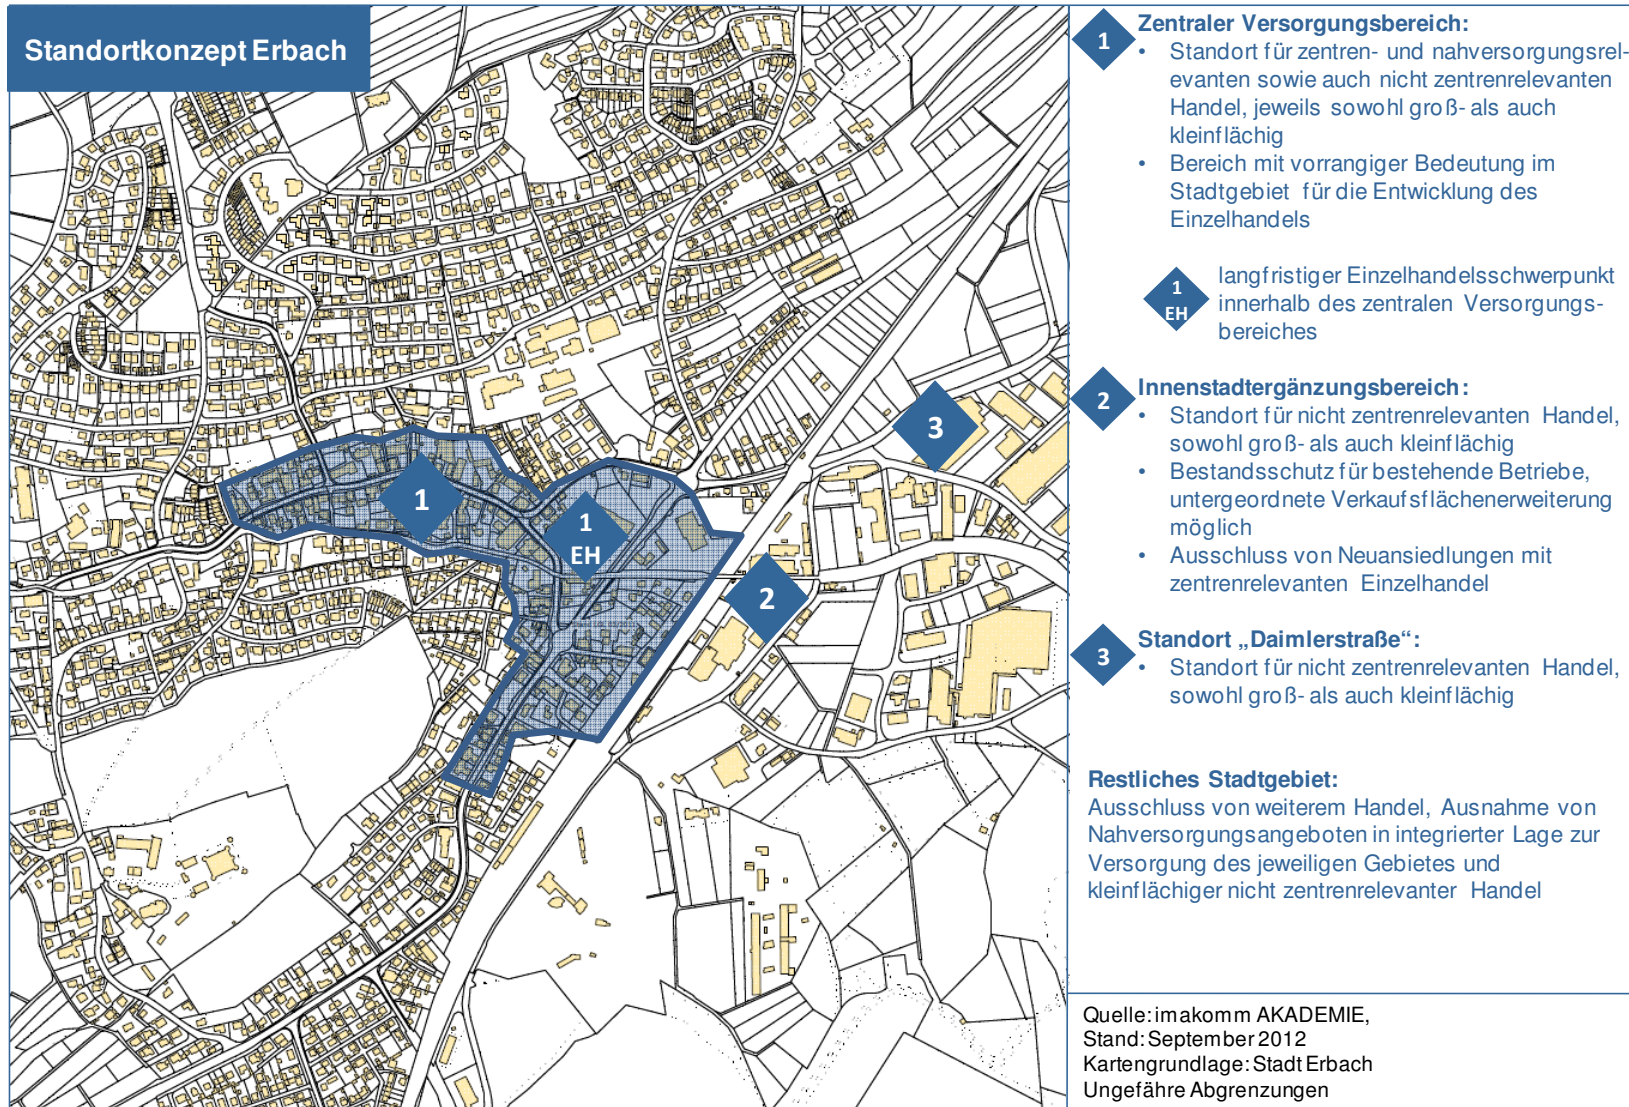 Standortkonzept Erbach
1
1
EH
2
3
1
Zentraler Versorgungsbereich:
• Standort für zentren- und nahversorgungsrel-
evanten sowie auch nicht zentrenrelevanten
Handel, jeweils sowohl groß- als auch
kleinflächig
• Bereich mit vorrangiger Bedeutung im
Stadtgebiet für die Entwicklung des
Einzelhandels
1
EH
langfristiger Einzelhandelsschwerpunkt
innerhalb des zentralen Versorgungs-
bereiches
2
Innenstadtergänzungsbereich:
• Standort für nicht zentrenrelevanten Handel,
sowohl groß- als auch kleinflächig
• Bestandsschutz für bestehende Betriebe,
untergeordnete Verkaufsflächenerweiterung
möglich
• Ausschluss von Neuansiedlungen mit
zentrenrelevanten Einzelhandel
3
Standort „Daimlerstraße“:
• Standort für nicht zentrenrelevanten Handel,
sowohl groß- als auch kleinflächig
Restliches Stadtgebiet:
Ausschluss von weiterem Handel, Ausnahme von
Nahversorgungsangeboten in integrierter Lage zur
Versorgung des jeweiligen Gebietes und
kleinflächiger nicht zentrenrelevanter Handel
Quelle: imakomm AKADEMIE,
Stand: September 2012
Kartengrundlage: Stadt Erbach
Ungefähre Abgrenzungen